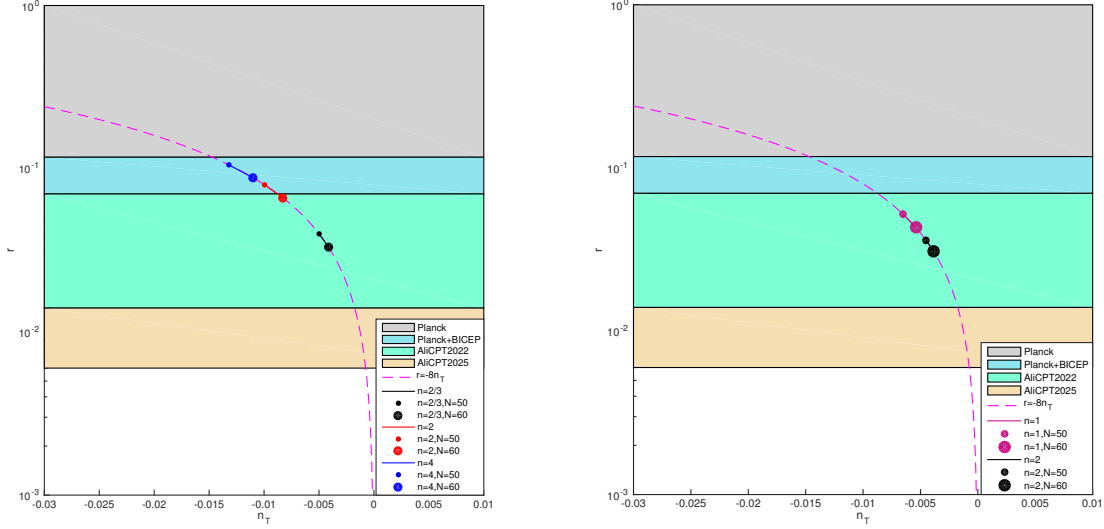 10^0
10^-1
10^-2
10^-3
r
-0.03
-0.025
-0.02
-0.015
-0.01
-0.005
0
0.005
0.01
n_T
Planck
Planck+BICEP
AliCPT2022
AliCPT2025
r=-8n_T
n=2/3
n=2/3,N=50
n=2/3,N=60
n=2
n=2,N=50
n=2,N=60
n=4
n=4,N=50
n=4,N=60
10^0
10^-1
10^-2
10^-3
r
-0.03
-0.025
-0.02
-0.015
-0.01
-0.005
0
0.005
0.01
n_T
Planck
Planck+BICEP
AliCPT2022
AliCPT2025
r=-8n_T
n=1
n=1,N=50
n=1,N=60
n=2
n=2,N=50
n=2,N=60